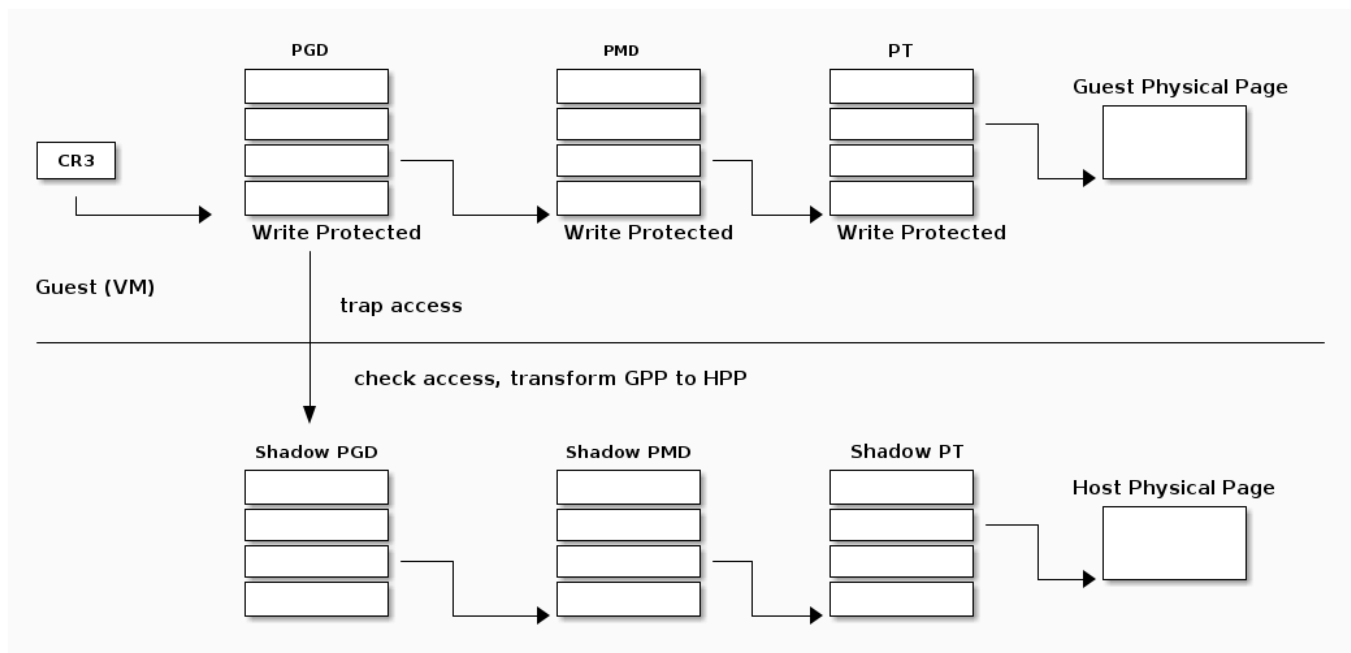 PGD
PMD
PT
Guest Physical Page
CR3
Write Protected
Write Protected
Write Protected
Guest (VM)
trap access
check access, transform GPP to HPP
Shadow PGD
Shadow PMD
Shadow PT
Host Physical Page